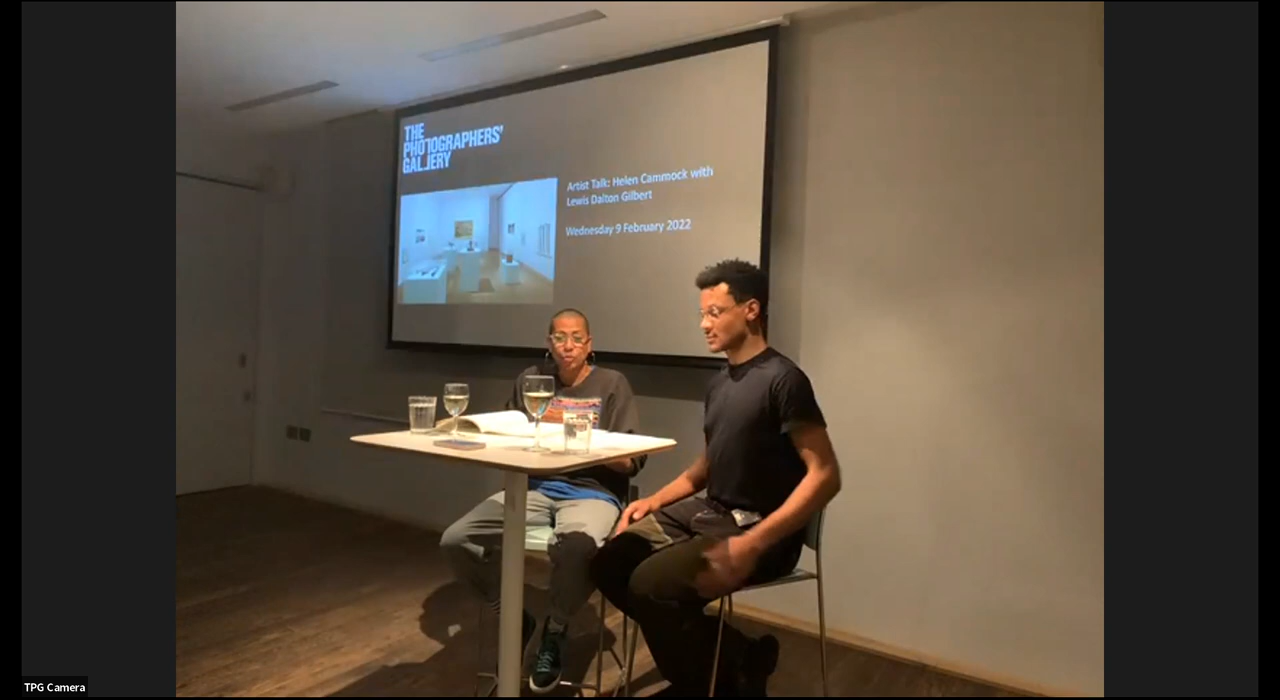 THE
PHOTOGRAPHERS'
GALLERY
Artist Talk: Helen Cammock with
Lewis Dalton Gilbert
Wednesday 9 February 2022
TPG Camera